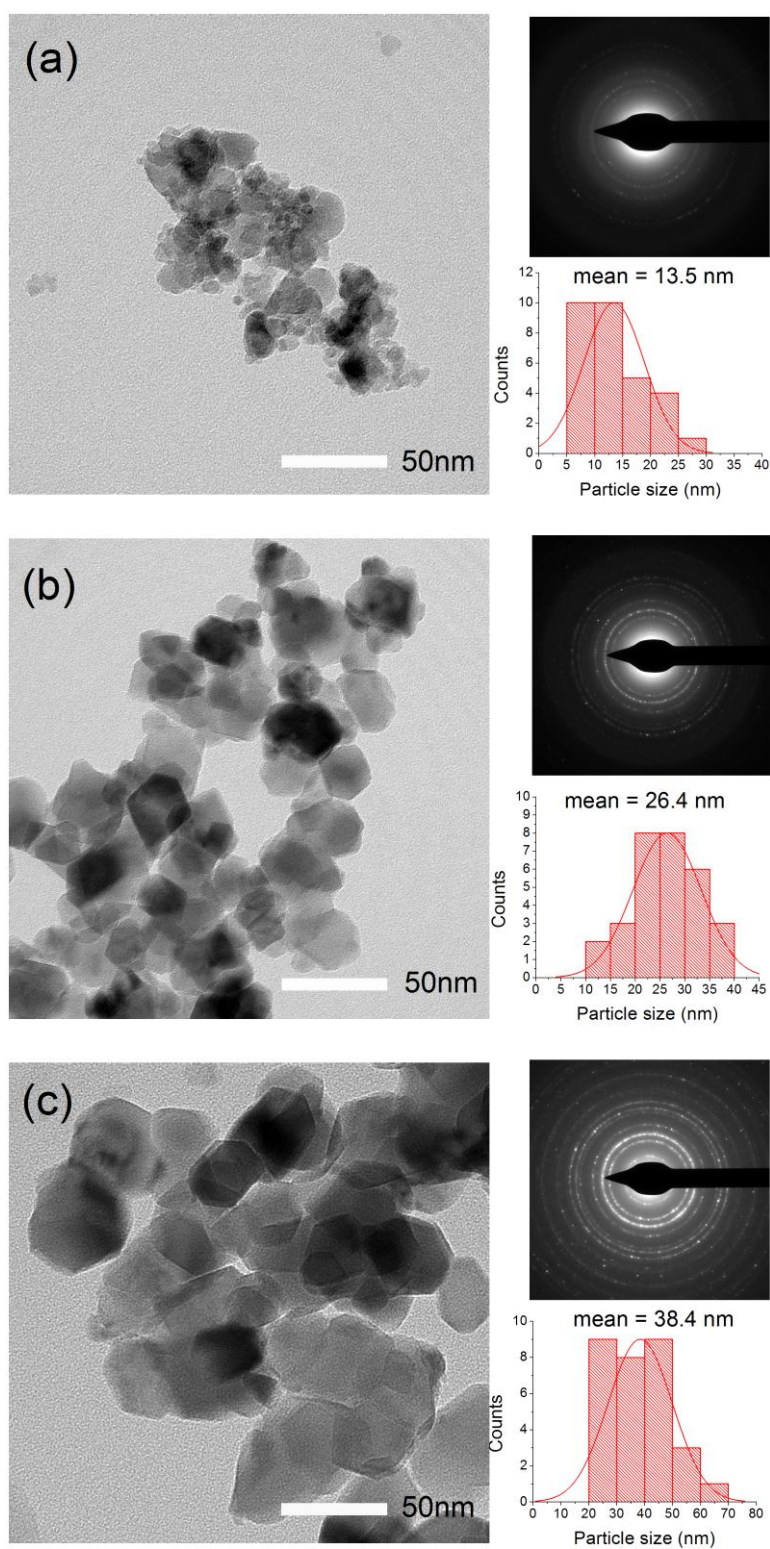 (a)
50nm
mean = 13.5 nm
12
10
8
6
4
2
0
Counts
0 5 10 15 20 25 30 35 40
Particle size (nm)
(b)
50nm
mean = 26.4 nm
10
9
8
7
6
5
4
3
2
1
0
Counts
0 5 10 15 20 25 30 35 40 45
Particle size (nm)
(c)
50nm
mean = 38.4 nm
10
8
6
4
2
0
Counts
0 10 20 30 40 50 60 70 80
Particle size (nm)